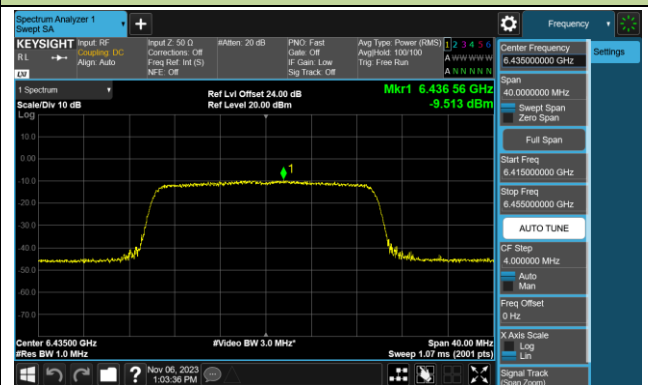 Spectrum Analyzer 1
Swept SA
+
Frequency
KEYSIGHT
Input: RF
Coupling: DC
Align: Auto
Input Z: 50 Ω
Corrections: Off
Freq Ref: Int (S)
NFE: Off
#Atten: 20 dB
PNO: Fast
Gate: Off
IF Gain: Low
Sig Track: Off
Avg Type: Power (RMS)
Avg|Hold: 100/100
Trig: Free Run
1 2 3 4 5 6
A W W W W W
A N N N N N
RL
LXI
Center Frequency
6.435000000 GHz
Settings
Span
40.0000000 MHz
Swept Span
Zero Span
Full Span
Start Freq
6.415000000 GHz
Stop Freq
6.455000000 GHz
AUTO TUNE
CF Step
4.000000 MHz
Auto
Man
Freq Offset
0 Hz
X Axis Scale
Log
Lin
Signal Track
(Span Zoom)
1 Spectrum
Scale/Div 10 dB
Log
Ref Lvl Offset 24.00 dB
Ref Level 20.00 dBm
Mkr1 6.436 56 GHz
-9.513 dBm
1
10.0
0.00
-10.0
-20.0
-30.0
-40.0
-50.0
-60.0
-70.0
Center 6.43500 GHz
#Res BW 1.0 MHz
#Video BW 3.0 MHz*
Span 40.00 MHz
Sweep 1.07 ms (2001 pts)
?
Nov 06, 2023
1:03:36 PM